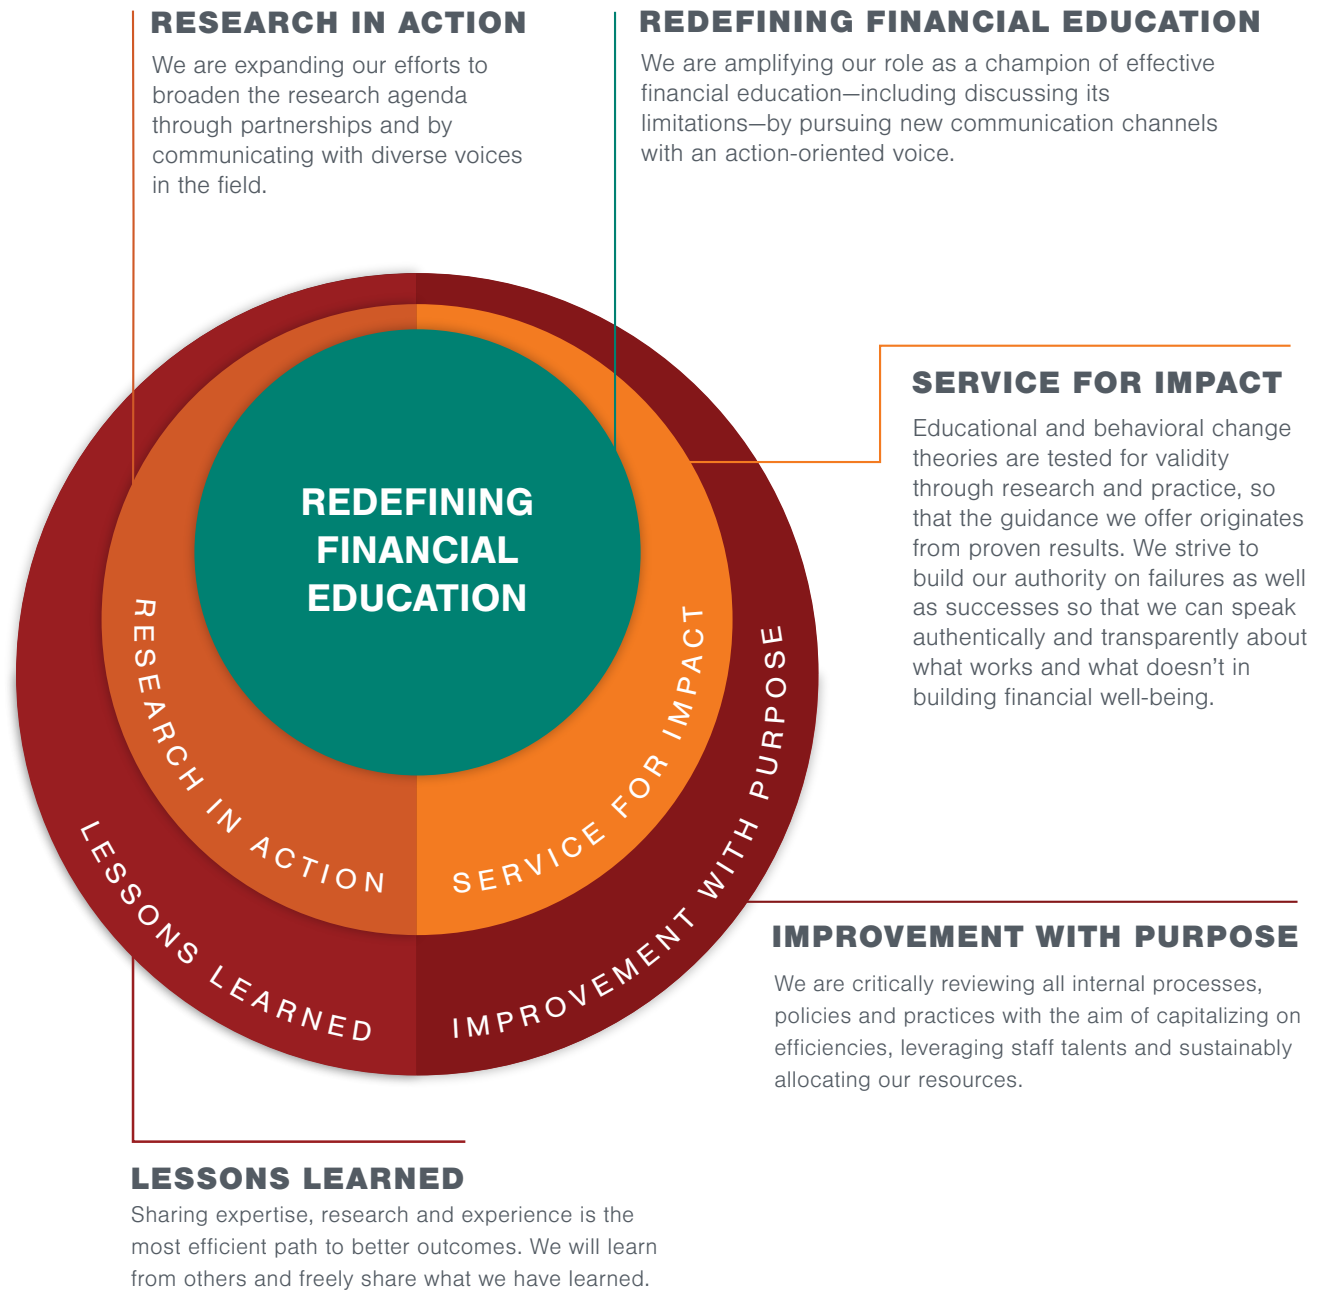 RESEARCH IN ACTION
We are expanding our efforts to
broaden the research agenda
through partnerships and by
communicating with diverse voices
in the field.
REDEFINING FINANCIAL EDUCATION
We are amplifying our role as a champion of effective
financial education—including discussing its
limitations—by pursuing new communication channels
with an action-oriented voice.
REDEFINING
FINANCIAL
EDUCATION
RESEARCH IN ACTION
SERVICE FOR IMPACT
LESSONS LEARNED
IMPROVEMENT WITH PURPOSE
SERVICE FOR IMPACT
Educational and behavioral change
theories are tested for validity
through research and practice, so
that the guidance we offer originates
from proven results. We strive to
build our authority on failures as well
as successes so that we can speak
authentically and transparently about
what works and what doesn’t in
building financial well-being.
IMPROVEMENT WITH PURPOSE
We are critically reviewing all internal processes,
policies and practices with the aim of capitalizing on
efficiencies, leveraging staff talents and sustainably
allocating our resources.
LESSONS LEARNED
Sharing expertise, research and experience is the
most efficient path to better outcomes. We will learn
from others and freely share what we have learned.